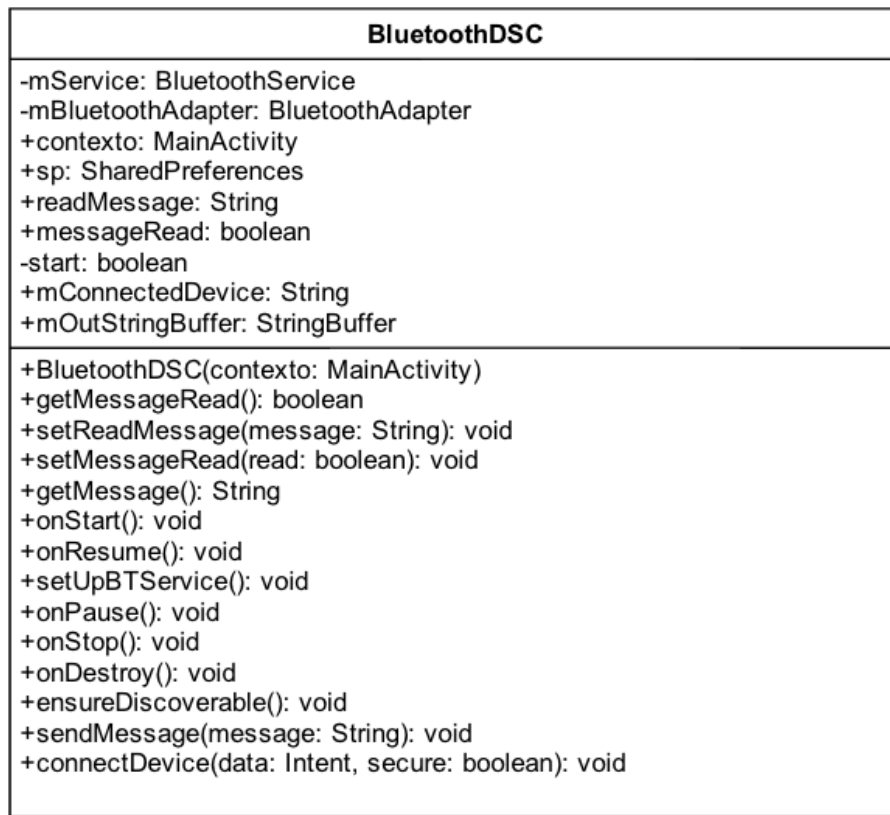 BluetoothDSC
-mService: BluetoothService
-mBluetoothAdapter: BluetoothAdapter
+contexto: MainActivity
+sp: SharedPreferences
+readMessage: String
+messageRead: boolean
-start: boolean
+mConnectedDevice: String
+mOutStringBuffer: StringBuffer
+BluetoothDSC(contexto: MainActivity)
+getMessageRead(): boolean
+setReadMessage(message: String): void
+setMessageRead(read: boolean): void
+getMessage(): String
+onStart(): void
+onResume(): void
+setUpBTService(): void
+onPause(): void
+onStop(): void
+onDestroy(): void
+ensureDiscoverable(): void
+sendMessage(message: String): void
+connectDevice(data: Intent, secure: boolean): void